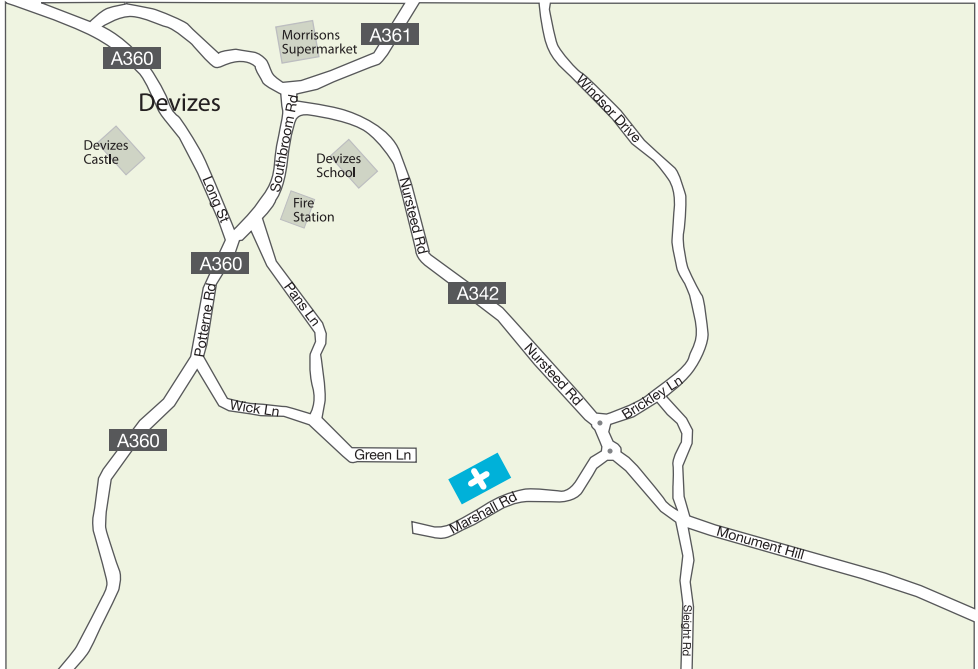 Morrisons
Supermarket
A361
A360
Devizes
Windsor Drive
Devizes
Castle
Southbroom Rd
Devizes
School
Long St
Nursteed Rd
Fire
Station
A360
Pans Ln
A342
Potterne Rd
Nursteed Rd
Brickley Ln
Wick Ln
A360
Green Ln
Marshall Rd
Monument Hill
Sleight Rd